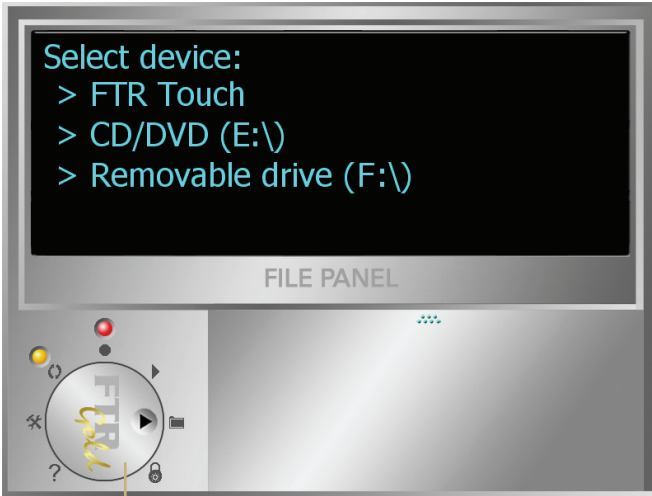 Select device:
> FTR Touch
> CD/DVD (E:\)
> Removable drive (F:\)
FILE PANEL
FTR
Gold
?